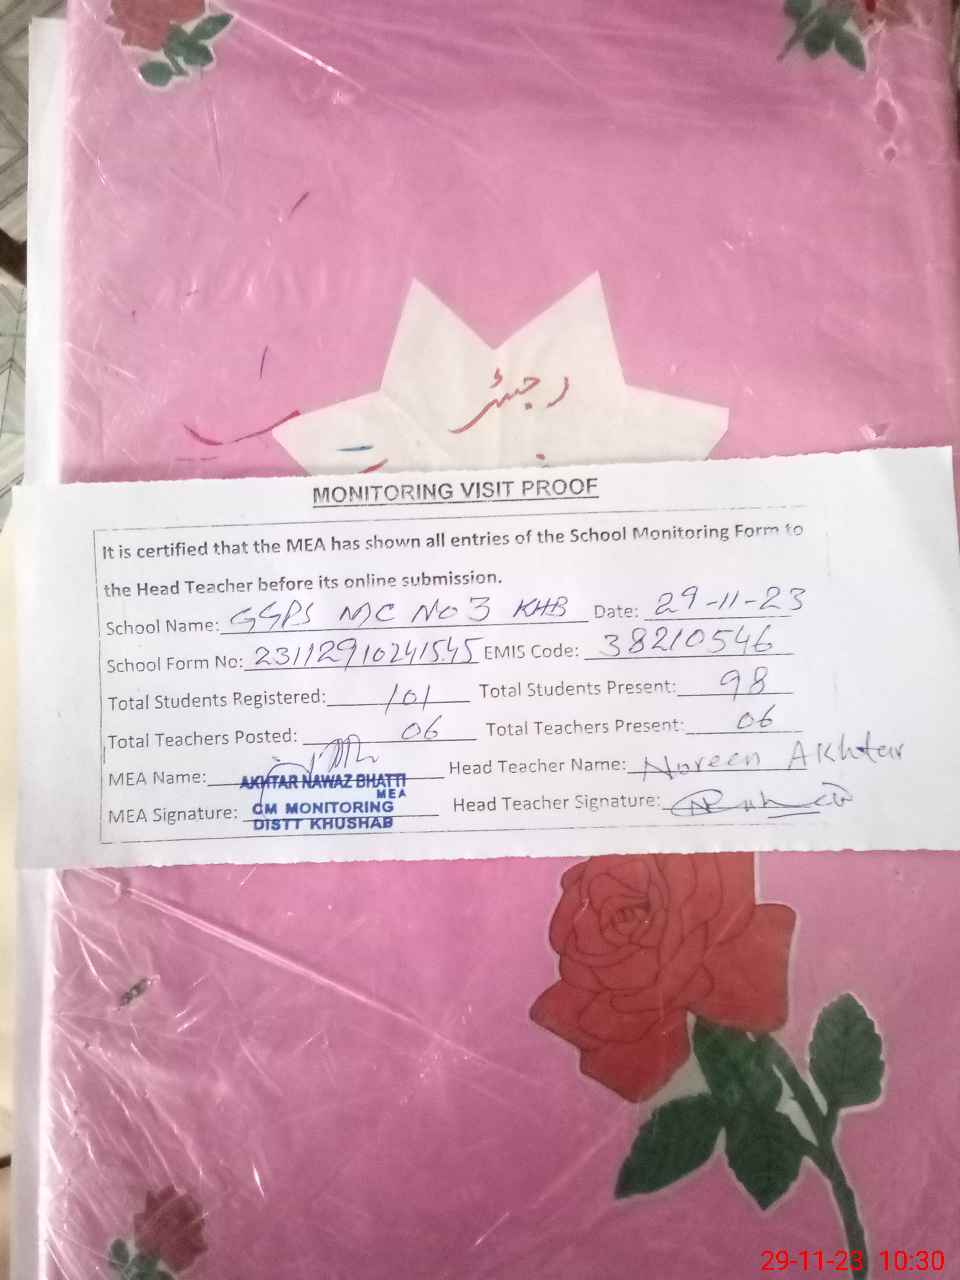 رجسٹر
MONITORING VISIT PROOF
It is certified that the MEA has shown all entries of the School Monitoring Form to
the Head Teacher before its online submission.
School Name: GGPS MC No 3 KHB Date: 29-11-23
School Form No: 23112910241545 EMIS Code: 38210546
Total Students Registered: 101 Total Students Present: 98
Total Teachers Posted: 06 Total Teachers Present: 06
MEA Name: AKHTAR NAWAZ BHATTI Head Teacher Name: Noreen Akhtar
MEA
MEA Signature: CM MONITORING Head Teacher Signature:
DISTT KHUSHAB
29-11-23 10:30